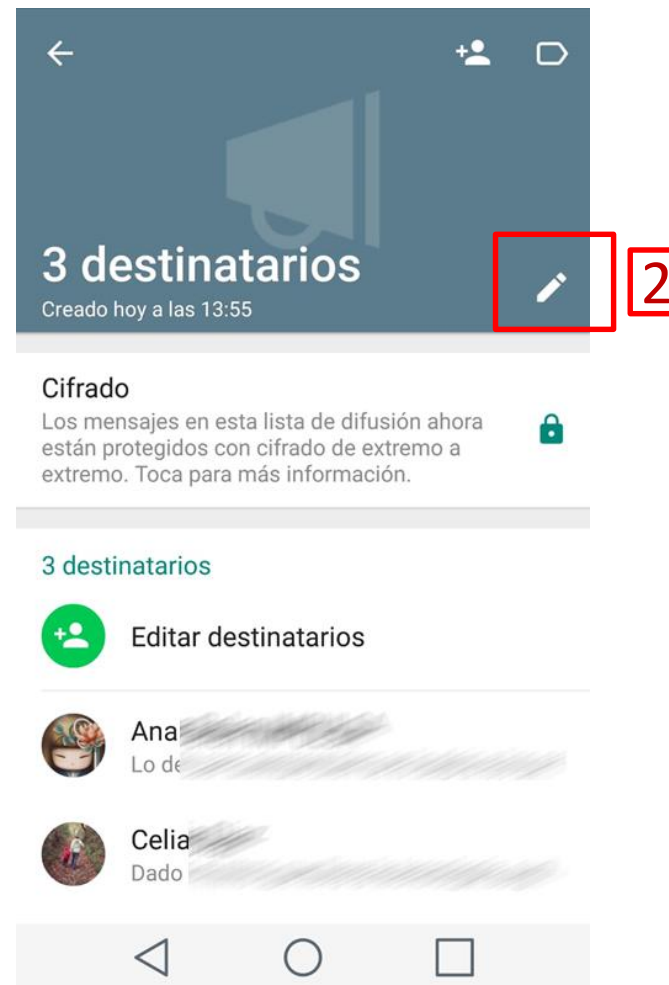 3 destinatarios
2
Creado hoy a las 13:55
Cifrado
Los mensajes en esta lista de difusión ahora
están protegidos con cifrado de extremo a
extremo. Toca para más información.
3 destinatarios
Editar destinatarios
Ana
Lo de
Celia
Dado